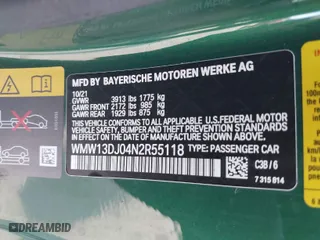 MFD BY BAYERISCHE MOTOREN WERKE AG
10/21
GVWR 3913 lbs 1775 kg
GAWR FRONT 2172 lbs 985 kg
GAWR REAR 1929 lbs 875 kg
THIS VEHICLE CONFORMS TO ALL
APPLICABLE U.S. FEDERAL MOTOR
VEHICLE SAFETY, BUMPER, AND
THEFT PREVENTION STANDARDS IN
EFFECT ON THE DATE OF
MANUFACTURE SHOWN ABOVE.
WMW13DJ04N2R55118 TYPE: PASSENGER CAR
C3B / 6
7 315 814
DREAMBID